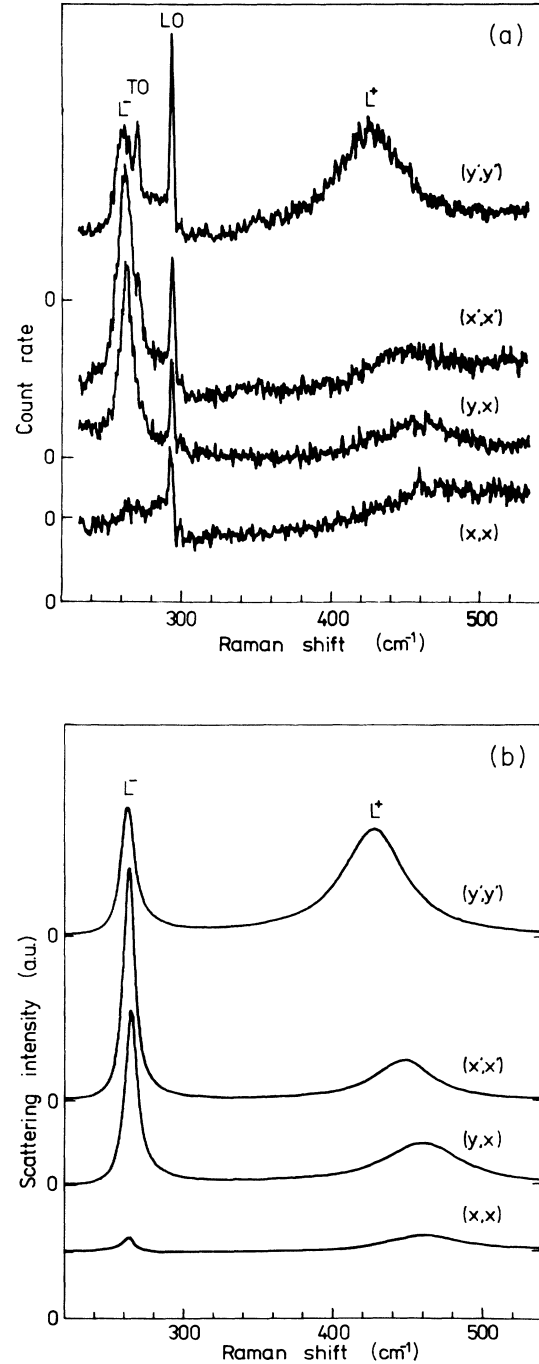 (a)
LO
TO
L⁻
L⁺
(y′,y′)
0
(x′,x′)
(y,x)
0
(x,x)
0
0
Count rate
300 400 500
Raman shift (cm⁻¹)
(b)
L⁻
L⁺
(y′,y′)
0
(x′,x′)
0
(y,x)
0
(x,x)
0
Scattering intensity (a.u.)
300 400 500
Raman shift (cm⁻¹)